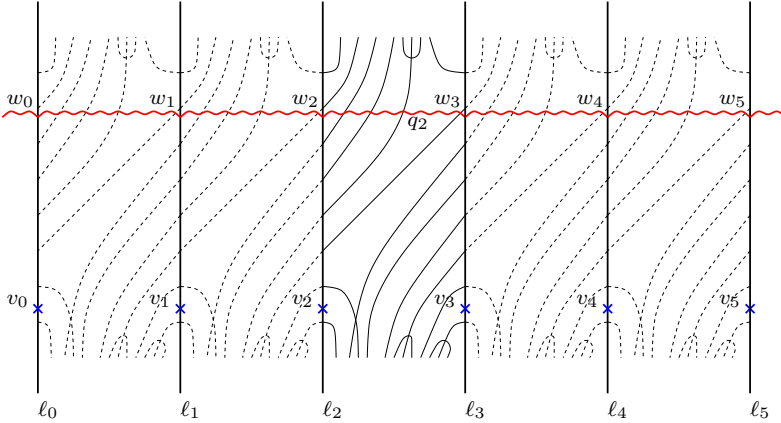 w₀ w₁ w₂ w₃ w₄ w₅
q₂
v₀ v₁ v₂ v₃ v₄ v₅
ℓ₀ ℓ₁ ℓ₂ ℓ₃ ℓ₄ ℓ₅